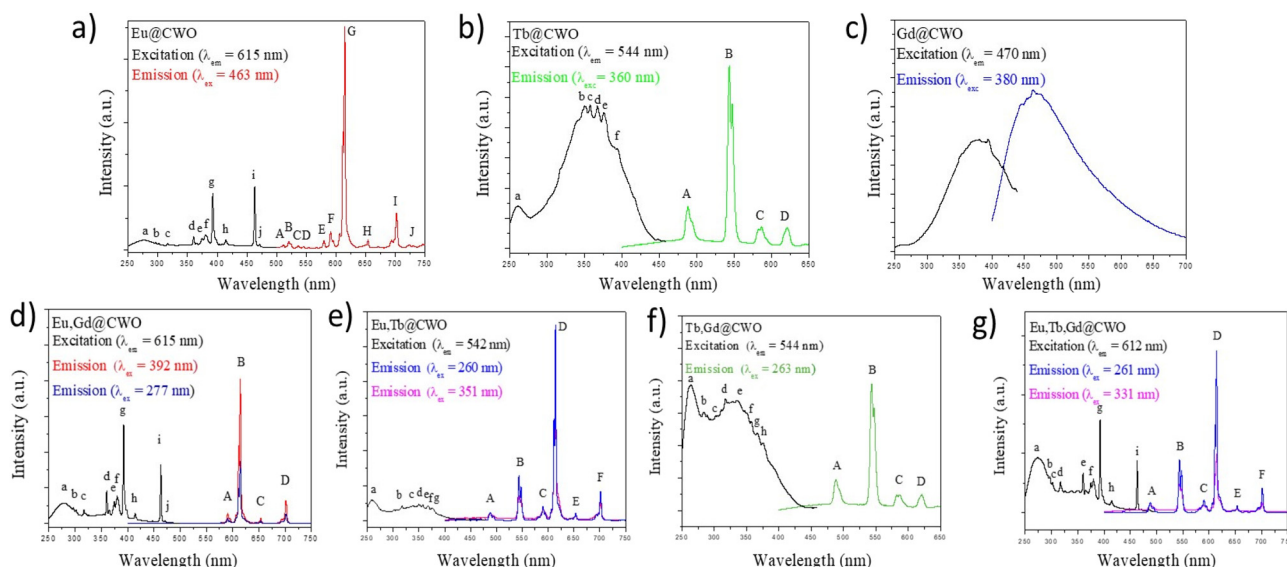 a)
Eu@CWO
Excitation (λem = 615 nm)
Emission (λex = 463 nm)
Intensity (a.u.)
a b c d e f g h i j A B C D E F G H I J
250 300 350 400 450 500 550 600 650 700 750
Wavelength (nm)
b)
Tb@CWO
Excitation (λem = 544 nm)
Emission (λexc = 360 nm)
Intensity (a.u.)
a b c d e f A B C D
200 250 300 350 400 450 500 550 600 650
Wavelength (nm)
c)
Gd@CWO
Excitation (λem = 470 nm)
Emission (λexc = 380 nm)
Intensity (a.u.)
250 300 350 400 450 500 550 600 650 700
Wavelength (nm)
d)
Eu,Gd@CWO
Excitation (λem = 615 nm)
Emission (λex = 392 nm)
Emission (λex = 277 nm)
Intensity (a.u.)
a b c d e f g h i j A B C D
250 300 350 400 450 500 550 600 650 700 750
Wavelength (nm)
e)
Eu,Tb@CWO
Excitation (λem = 542 nm)
Emission (λex = 260 nm)
Emission (λex = 351 nm)
Intensity (a.u.)
a b c d e f g A B C D E F
250 300 350 400 450 500 550 600 650 700 750
Wavelength (nm)
f)
Tb,Gd@CWO
Excitation (λem = 544 nm)
Emission (λex = 263 nm)
Intensity (a.u.)
a b c d e f g h A B C D
250 300 350 400 450 500 550 600 650
Wavelength (nm)
g)
Eu,Tb,Gd@CWO
Excitation (λem = 612 nm)
Emission (λex = 261 nm)
Emission (λex = 331 nm)
Intensity (a.u.)
a b c d e f g h i A B C D E F
250 300 350 400 450 500 550 600 650 700 750
Wavelength (nm)